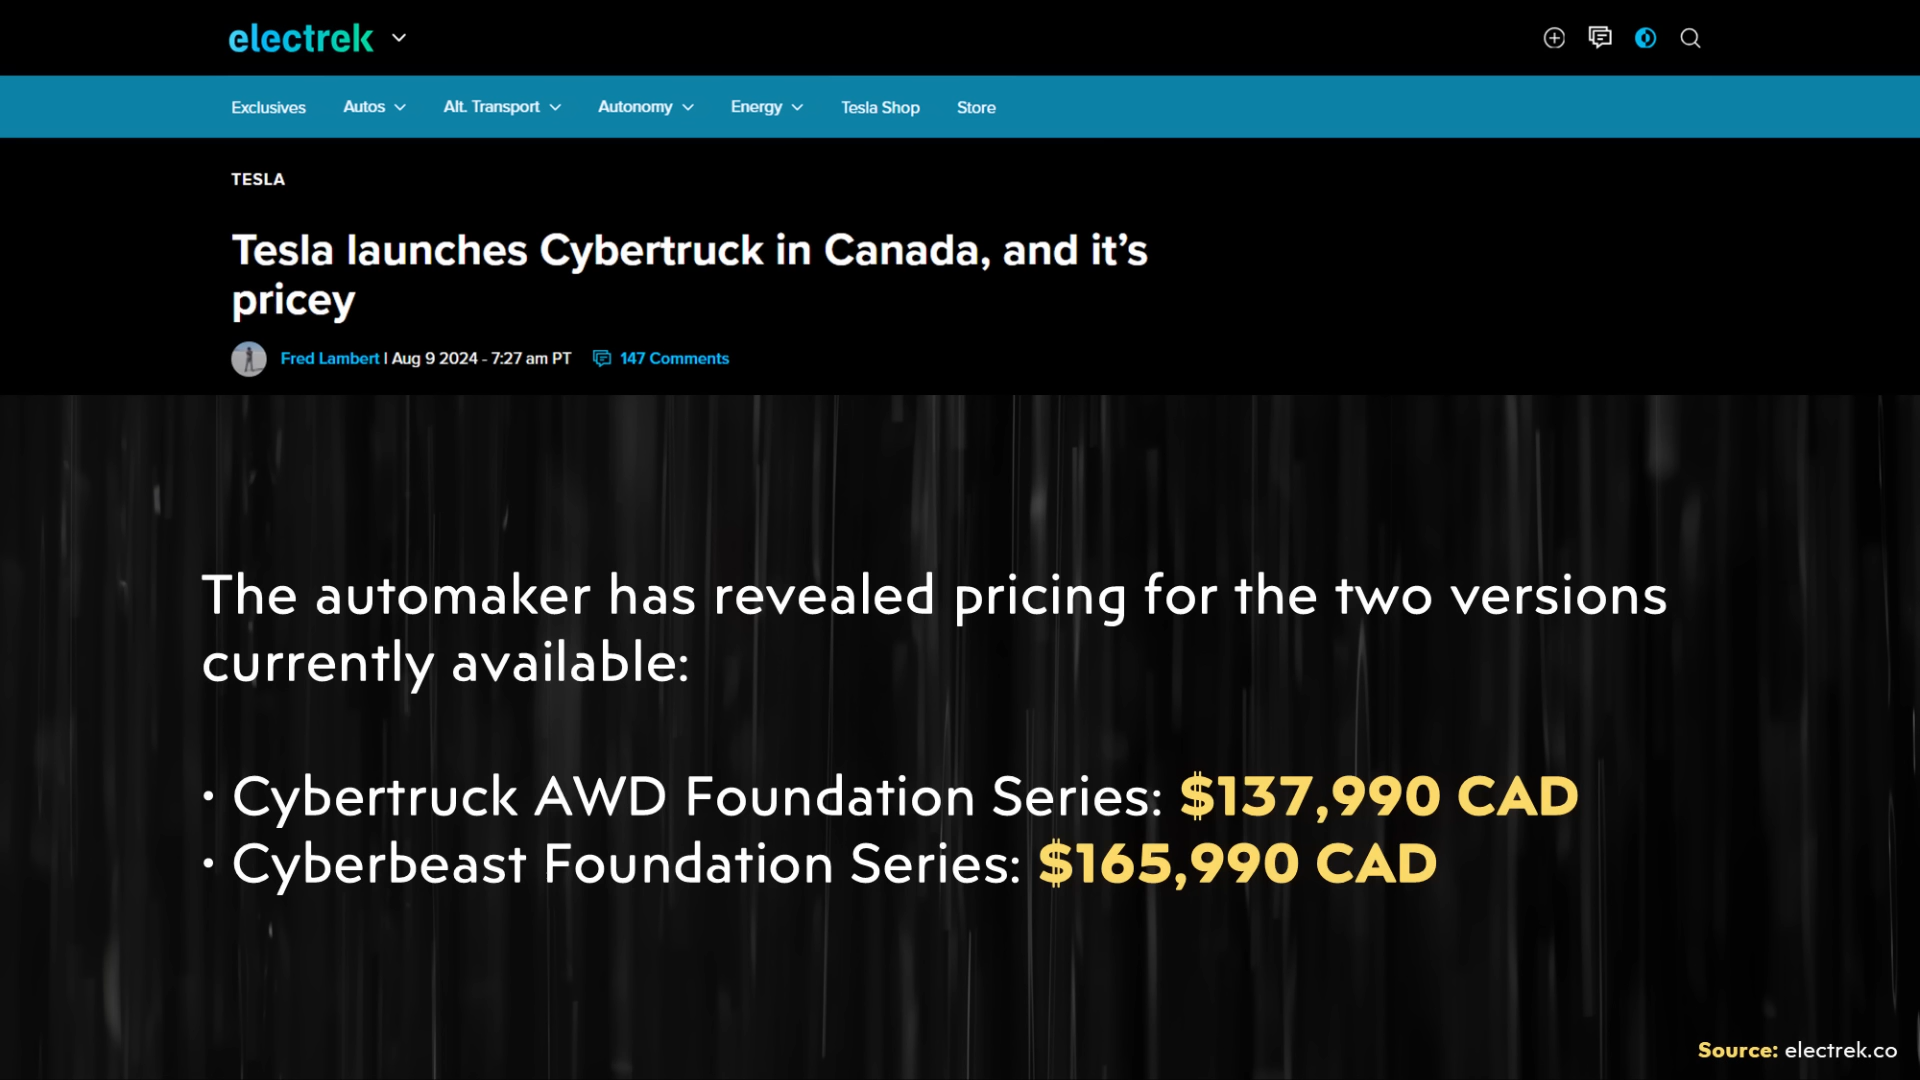 electrek
Exclusives Autos Alt. Transport Autonomy Energy Tesla Shop Store
TESLA
Tesla launches Cybertruck in Canada, and it's
pricey
Fred Lambert | Aug 9 2024 - 7:27 am PT 147 Comments
The automaker has revealed pricing for the two versions
currently available:
• Cybertruck AWD Foundation Series: $137,990 CAD
• Cyberbeast Foundation Series: $165,990 CAD
Source: electrek.co